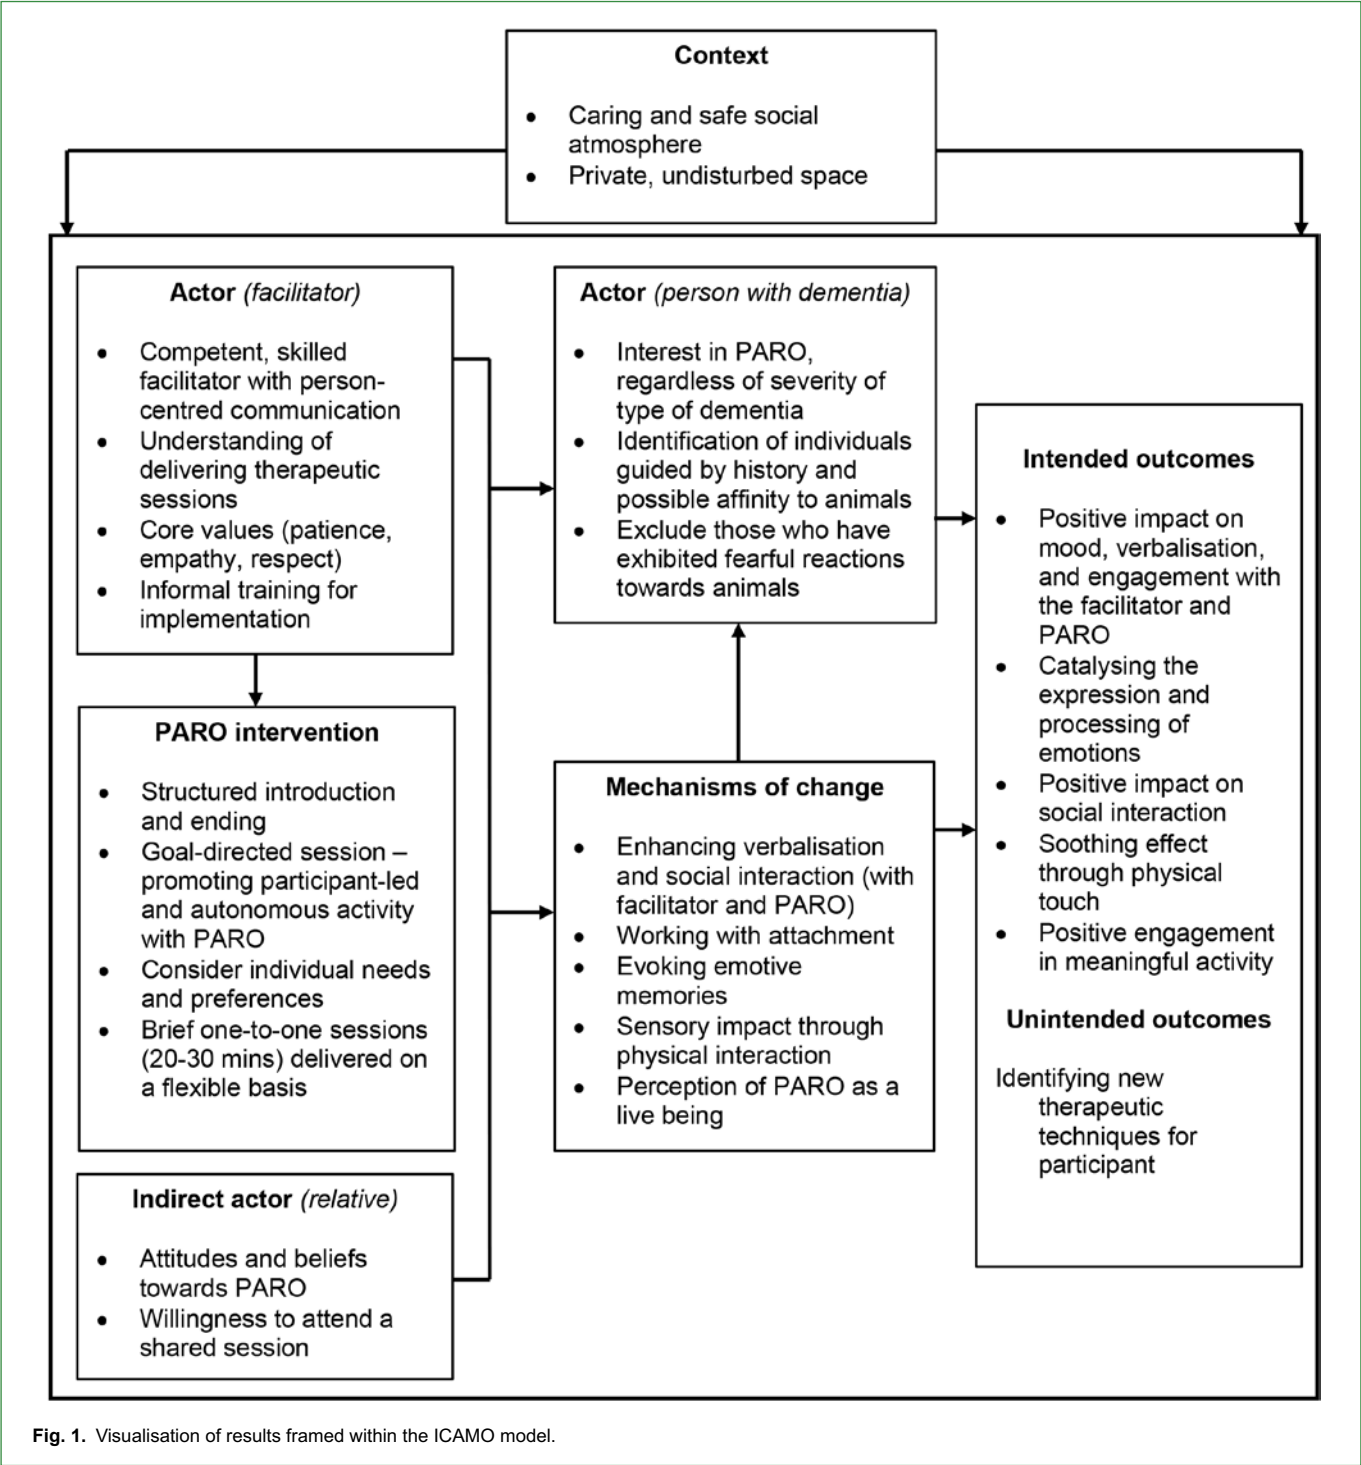 Context
• Caring and safe social
atmosphere
• Private, undisturbed space
Actor (facilitator)
• Competent, skilled
facilitator with person-
centred communication
• Understanding of
delivering therapeutic
sessions
• Core values (patience,
empathy, respect)
• Informal training for
implementation
PARO intervention
• Structured introduction
and ending
• Goal-directed session –
promoting participant-led
and autonomous activity
with PARO
• Consider individual needs
and preferences
• Brief one-to-one sessions
(20-30 mins) delivered on
a flexible basis
Indirect actor (relative)
• Attitudes and beliefs
towards PARO
• Willingness to attend a
shared session
Actor (person with dementia)
• Interest in PARO,
regardless of severity of
type of dementia
• Identification of individuals
guided by history and
possible affinity to animals
• Exclude those who have
exhibited fearful reactions
towards animals
Mechanisms of change
• Enhancing verbalisation
and social interaction (with
facilitator and PARO)
• Working with attachment
• Evoking emotive
memories
• Sensory impact through
physical interaction
• Perception of PARO as a
live being
Intended outcomes
• Positive impact on
mood, verbalisation,
and engagement with
the facilitator and
PARO
• Catalysing the
expression and
processing of
emotions
• Positive impact on
social interaction
• Soothing effect
through physical
touch
• Positive engagement
in meaningful activity
Unintended outcomes
Identifying new
therapeutic
techniques for
participant
Fig. 1. Visualisation of results framed within the ICAMO model.